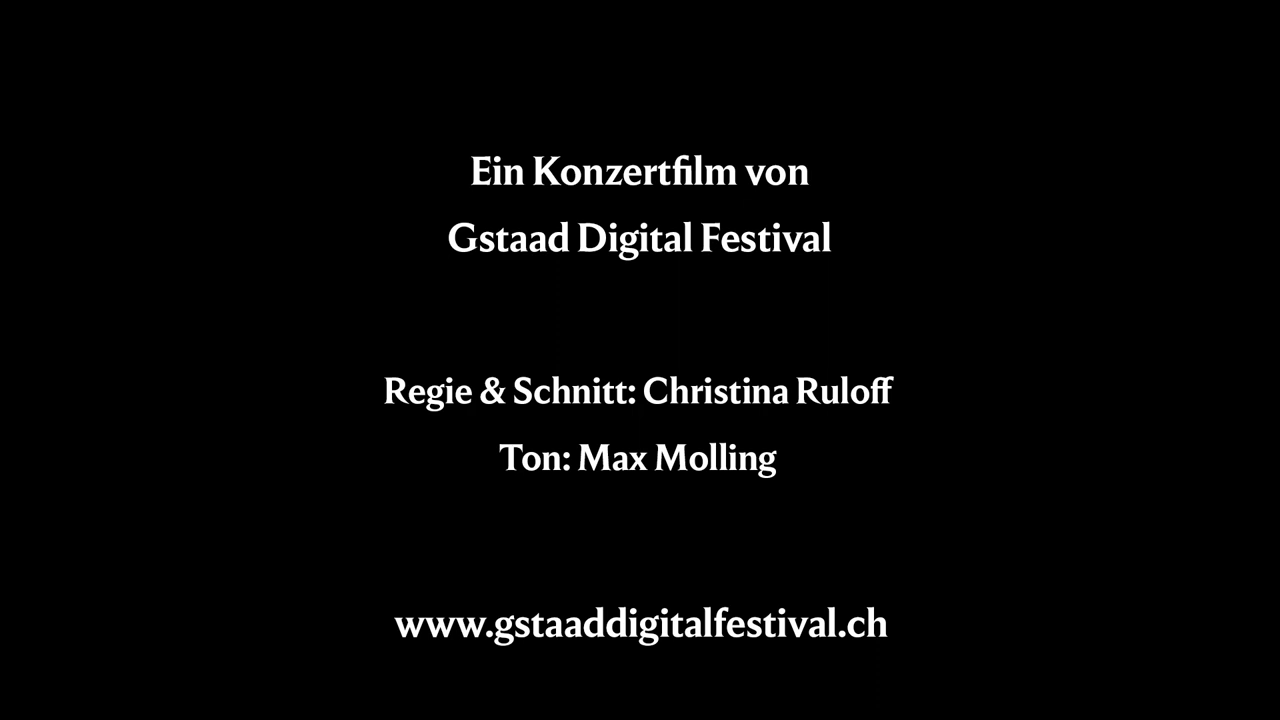 Ein Konzertfilm von
Gstaad Digital Festival
Regie & Schnitt: Christina Ruloff
Ton: Max Molling
www.gstaaddigitalfestival.ch